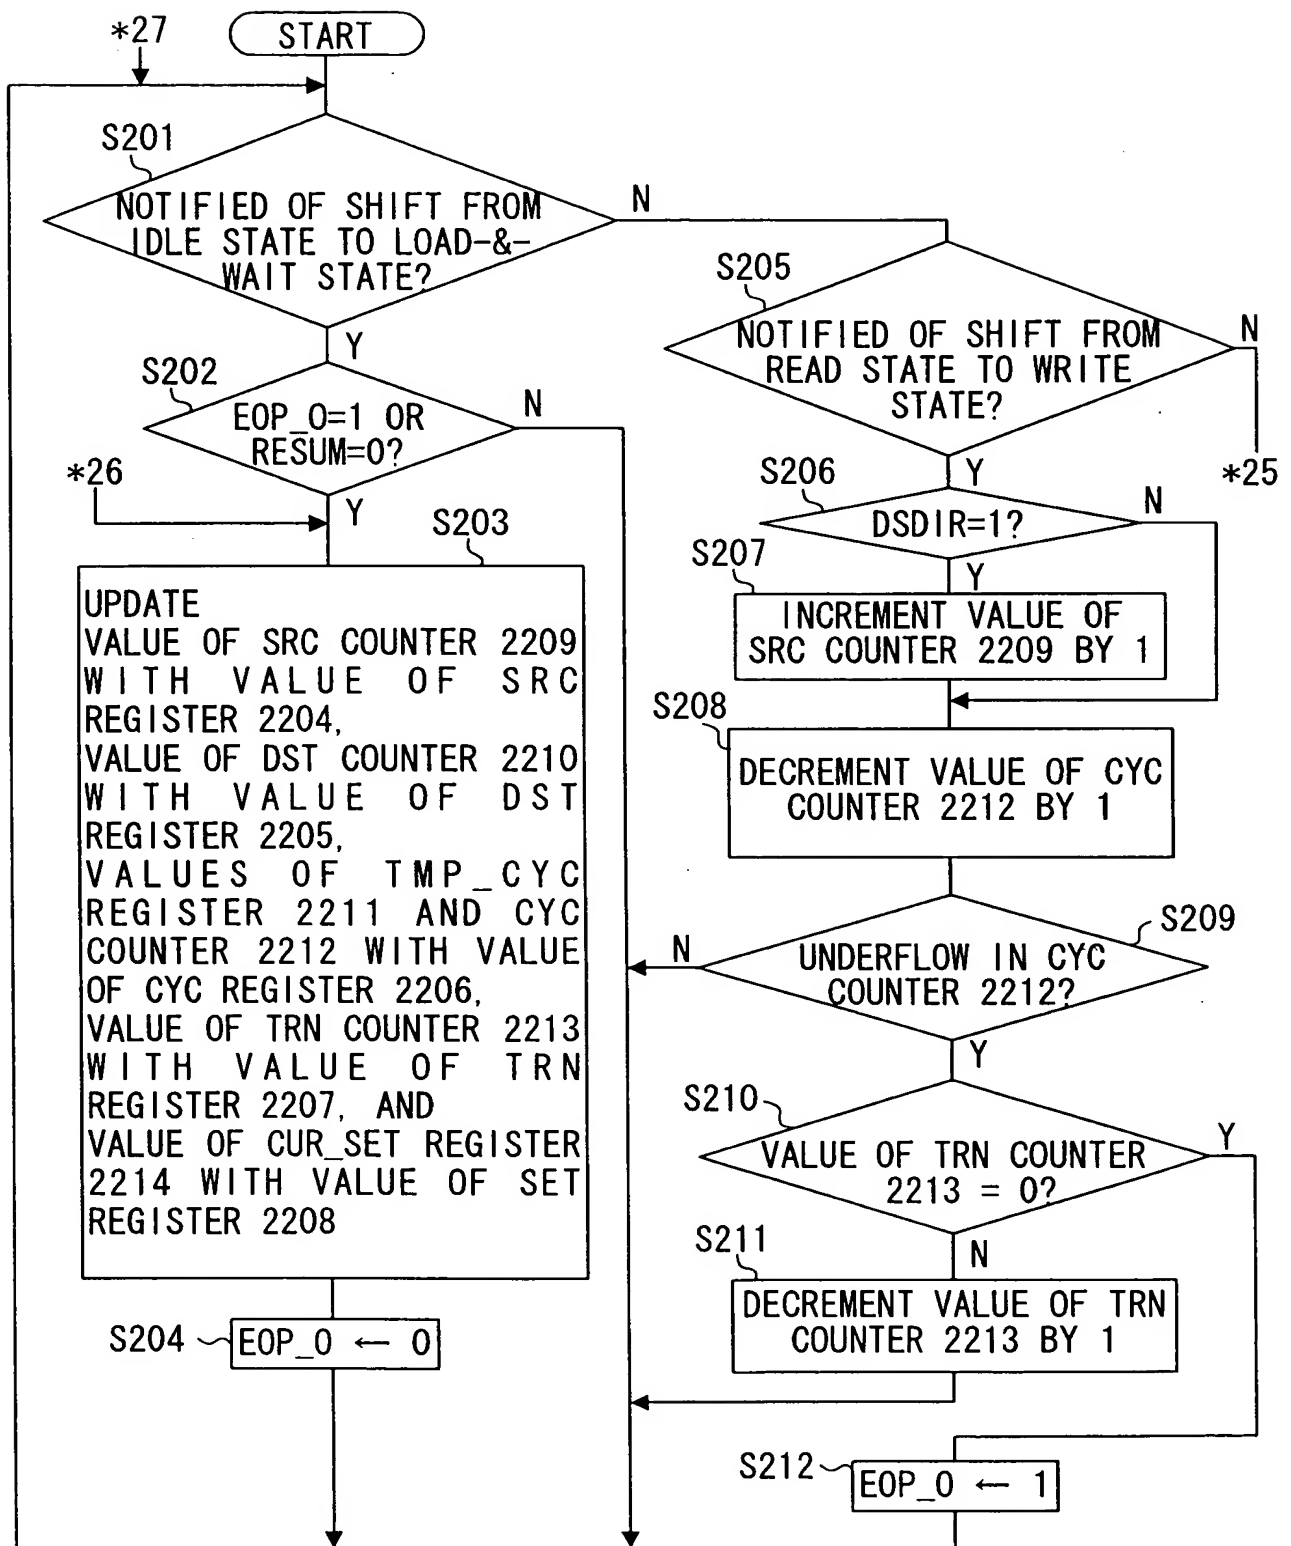 *27
START
S201
NOTIFIED OF SHIFT FROM
IDLE STATE TO LOAD-&-
WAIT STATE?
N
Y
S202
EOP_0=1 OR
RESUM=0?
N
*26
Y
S203
UPDATE
VALUE OF SRC COUNTER 2209
WITH VALUE OF SRC
REGISTER 2204,
VALUE OF DST COUNTER 2210
WITH VALUE OF DST
REGISTER 2205,
VALUES OF TMP_CYC
REGISTER 2211 AND CYC
COUNTER 2212 WITH VALUE
OF CYC REGISTER 2206,
VALUE OF TRN COUNTER 2213
WITH VALUE OF TRN
REGISTER 2207, AND
VALUE OF CUR_SET REGISTER
2214 WITH VALUE OF SET
REGISTER 2208
S204
EOP_0 ← 0
S205
NOTIFIED OF SHIFT FROM
READ STATE TO WRITE
STATE?
N
*25
Y
S206
DSDIR=1?
N
Y
S207
INCREMENT VALUE OF
SRC COUNTER 2209 BY 1
S208
DECREMENT VALUE OF CYC
COUNTER 2212 BY 1
S209
UNDERFLOW IN CYC
COUNTER 2212?
N
Y
S210
VALUE OF TRN COUNTER
2213 = 0?
Y
N
S211
DECREMENT VALUE OF TRN
COUNTER 2213 BY 1
S212
EOP_0 ← 1